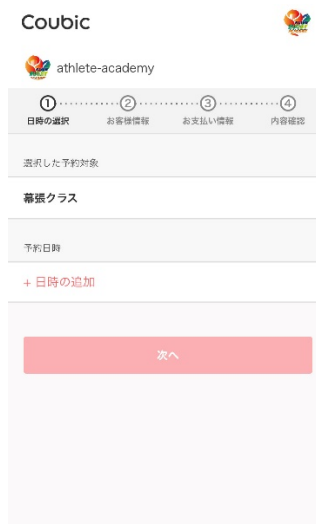 Coubic
athlete-academy
1 2 3 4
日時の選択 お客様情報 お支払い情報 内容確認
選択した予約対象
幕張クラス
予約日時
+ 日時の追加
次へ